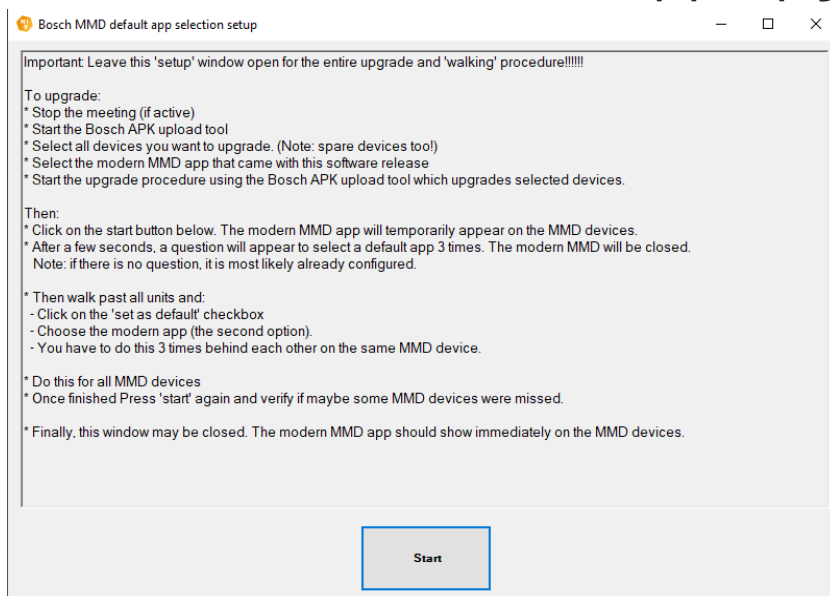 Bosch MMD default app selection setup
Important: Leave this 'setup' window open for the entire upgrade and 'walking' procedure!!!!!!
To upgrade:
* Stop the meeting (if active)
* Start the Bosch APK upload tool
* Select all devices you want to upgrade. (Note: spare devices too!)
* Select the modern MMD app that came with this software release
* Start the upgrade procedure using the Bosch APK upload tool which upgrades selected devices.
Then:
* Click on the start button below. The modern MMD app will temporarily appear on the MMD devices.
* After a few seconds, a question will appear to select a default app 3 times. The modern MMD will be closed.
Note: if there is no question, it is most likely already configured.
* Then walk past all units and:
- Click on the 'set as default' checkbox
- Choose the modern app (the second option).
- You have to do this 3 times behind each other on the same MMD device.
* Do this for all MMD devices
* Once finished Press 'start' again and verify if maybe some MMD devices were missed.
* Finally, this window may be closed. The modern MMD app should show immediately on the MMD devices.
Start